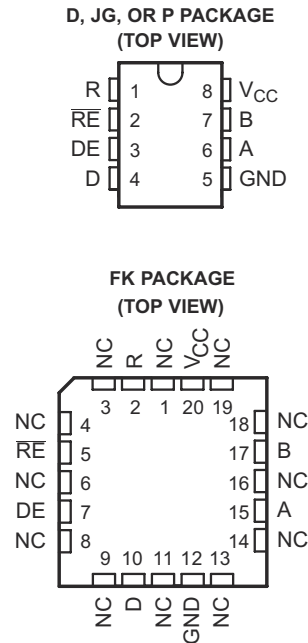 D, JG, OR P PACKAGE
(TOP VIEW)
R 1 8 VCC
R̅E̅ 2 7 B
DE 3 6 A
D 4 5 GND
FK PACKAGE
(TOP VIEW)
NC R NC VCC NC
3 2 1 20 19
NC 4 18 NC
R̅E̅ 5 17 B
NC 6 16 NC
DE 7 15 A
NC 8 14 NC
9 10 11 12 13
NC D NC GND NC